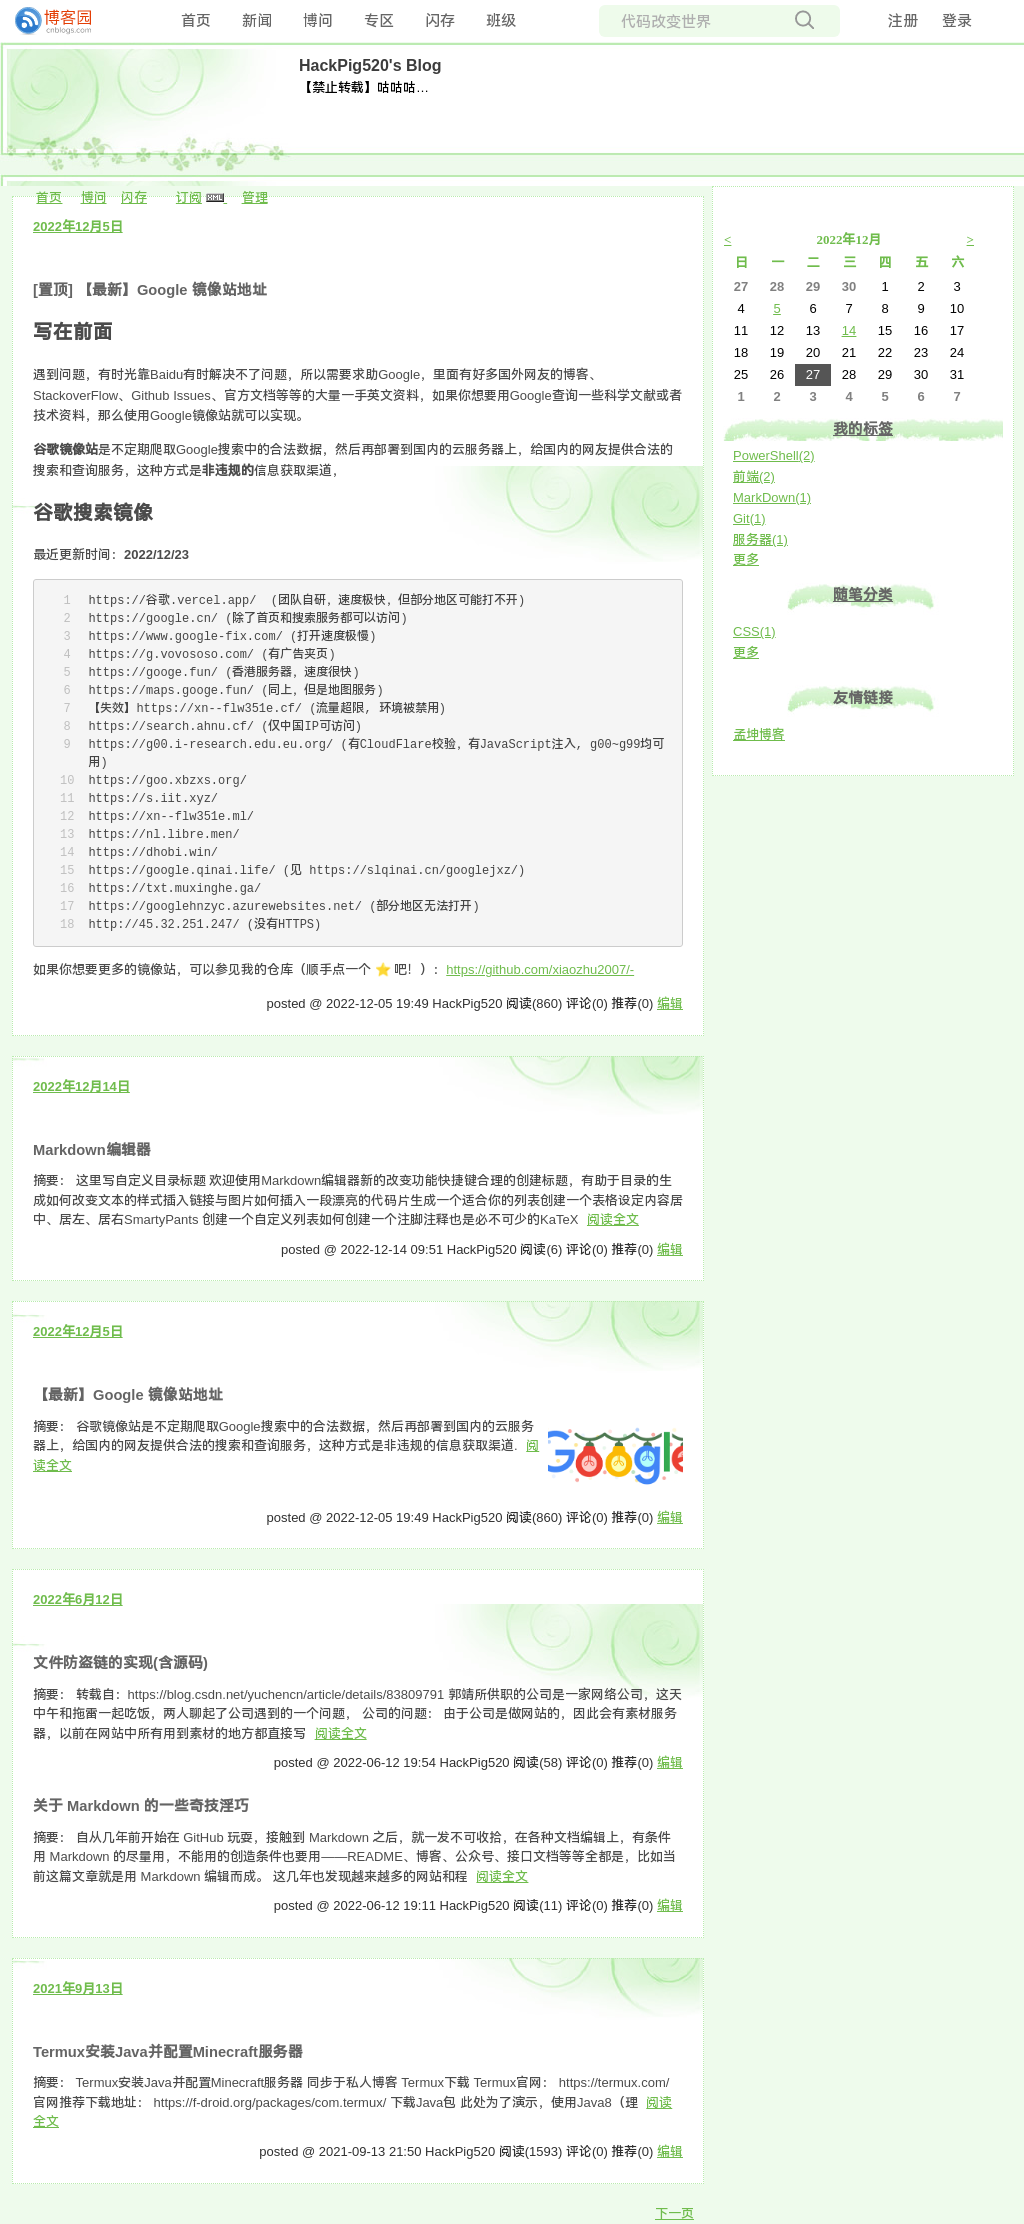 博客园
cnblogs.com
首页 新闻 博问 专区 闪存 班级 代码改变世界 注册 登录
HackPig520's Blog
【禁止转载】咕咕咕…
首页 博问 闪存 订阅 XML 管理
2022年12月5日
[置顶] 【最新】Google 镜像站地址
写在前面
遇到问题，有时光靠Baidu有时解决不了问题，所以需要求助Google，里面有好多国外网友的博客、
StackoverFlow、Github Issues、官方文档等等的大量一手英文资料，如果你想要用Google查询一些科学文献或者
技术资料，那么使用Google镜像站就可以实现。
谷歌镜像站是不定期爬取Google搜索中的合法数据，然后再部署到国内的云服务器上，给国内的网友提供合法的
搜索和查询服务，这种方式是非违规的信息获取渠道，
谷歌搜索镜像
最近更新时间：2022/12/23
1 https://谷歌.vercel.app/ (团队自研，速度极快，但部分地区可能打不开)
2 https://google.cn/ (除了首页和搜索服务都可以访问)
3 https://www.google-fix.com/ (打开速度极慢)
4 https://g.vovososo.com/ (有广告夹页)
5 https://googe.fun/ (香港服务器，速度很快)
6 https://maps.googe.fun/ (同上，但是地图服务)
7 【失效】https://xn--flw351e.cf/ (流量超限, 环境被禁用)
8 https://search.ahnu.cf/ (仅中国IP可访问)
9 https://g00.i-research.edu.eu.org/ (有CloudFlare校验，有JavaScript注入, g00~g99均可
用)
10 https://goo.xbzxs.org/
11 https://s.iit.xyz/
12 https://xn--flw351e.ml/
13 https://nl.libre.men/
14 https://dhobi.win/
15 https://google.qinai.life/ (见 https://slqinai.cn/googlejxz/)
16 https://txt.muxinghe.ga/
17 https://googlehnzyc.azurewebsites.net/ (部分地区无法打开)
18 http://45.32.251.247/ (没有HTTPS)
如果你想要更多的镜像站，可以参见我的仓库（顺手点一个 ⭐ 吧！）: https://github.com/xiaozhu2007/-
posted @ 2022-12-05 19:49 HackPig520 阅读(860) 评论(0) 推荐(0) 编辑
2022年12月14日
Markdown编辑器
摘要： 这里写自定义目录标题 欢迎使用Markdown编辑器新的改变功能快捷键合理的创建标题，有助于目录的生
成如何改变文本的样式插入链接与图片如何插入一段漂亮的代码片生成一个适合你的列表创建一个表格设定内容居
中、居左、居右SmartyPants 创建一个自定义列表如何创建一个注脚注释也是必不可少的KaTeX 阅读全文
posted @ 2022-12-14 09:51 HackPig520 阅读(6) 评论(0) 推荐(0) 编辑
2022年12月5日
【最新】Google 镜像站地址
摘要： 谷歌镜像站是不定期爬取Google搜索中的合法数据，然后再部署到国内的云服务
器上，给国内的网友提供合法的搜索和查询服务，这种方式是非违规的信息获取渠道. 阅
读全文
Google
posted @ 2022-12-05 19:49 HackPig520 阅读(860) 评论(0) 推荐(0) 编辑
2022年6月12日
文件防盗链的实现(含源码)
摘要： 转载自：https://blog.csdn.net/yuchencn/article/details/83809791 郭靖所供职的公司是一家网络公司，这天
中午和拖雷一起吃饭，两人聊起了公司遇到的一个问题， 公司的问题： 由于公司是做网站的，因此会有素材服务
器，以前在网站中所有用到素材的地方都直接写 阅读全文
posted @ 2022-06-12 19:54 HackPig520 阅读(58) 评论(0) 推荐(0) 编辑
关于 Markdown 的一些奇技淫巧
摘要： 自从几年前开始在 GitHub 玩耍，接触到 Markdown 之后，就一发不可收拾，在各种文档编辑上，有条件
用 Markdown 的尽量用，不能用的创造条件也要用——README、博客、公众号、接口文档等等全都是，比如当
前这篇文章就是用 Markdown 编辑而成。 这几年也发现越来越多的网站和程 阅读全文
posted @ 2022-06-12 19:11 HackPig520 阅读(11) 评论(0) 推荐(0) 编辑
2021年9月13日
Termux安装Java并配置Minecraft服务器
摘要： Termux安装Java并配置Minecraft服务器 同步于私人博客 Termux下载 Termux官网： https://termux.com/
官网推荐下载地址： https://f-droid.org/packages/com.termux/ 下载Java包 此处为了演示，使用Java8（理 阅读
全文
posted @ 2021-09-13 21:50 HackPig520 阅读(1593) 评论(0) 推荐(0) 编辑
下一页
< 2022年12月 >
日 一 二 三 四 五 六
27 28 29 30 1 2 3
4 5 6 7 8 9 10
11 12 13 14 15 16 17
18 19 20 21 22 23 24
25 26 27 28 29 30 31
1 2 3 4 5 6 7
我的标签
PowerShell(2)
前端(2)
MarkDown(1)
Git(1)
服务器(1)
更多
随笔分类
CSS(1)
更多
友情链接
孟坤博客